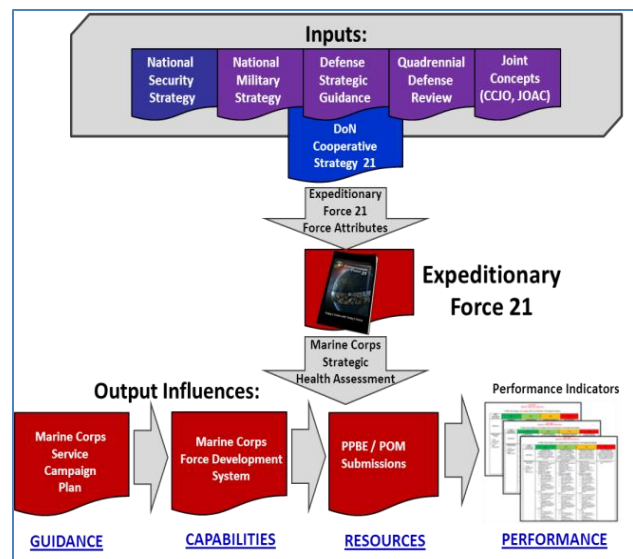 Inputs:
National
Security
Strategy
National
Military
Strategy
Defense
Strategic
Guidance
Quadrennial
Defense
Review
Joint
Concepts
(CCJO, JOAC)
DoN
Cooperative
Strategy 21
Expeditionary
Force 21
Force Attributes
Expeditionary
Force 21
Marine Corps
Strategic
Health Assessment
Output Influences:
Performance Indicators
Marine Corps
Service
Campaign
Plan
Marine Corps
Force Development
System
PPBE / POM
Submissions
GUIDANCE
CAPABILITIES
RESOURCES
PERFORMANCE